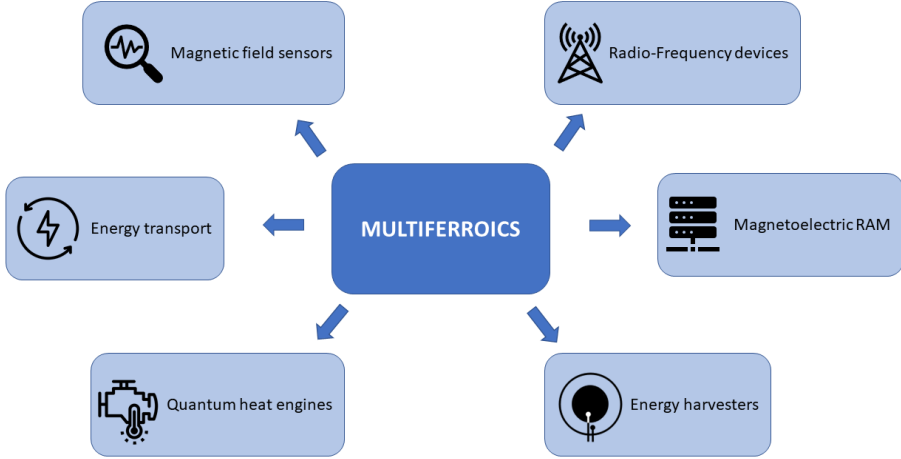 Magnetic field sensors
Radio-Frequency devices
Energy transport
MULTIFERROICS
Magnetoelectric RAM
Quantum heat engines
Energy harvesters